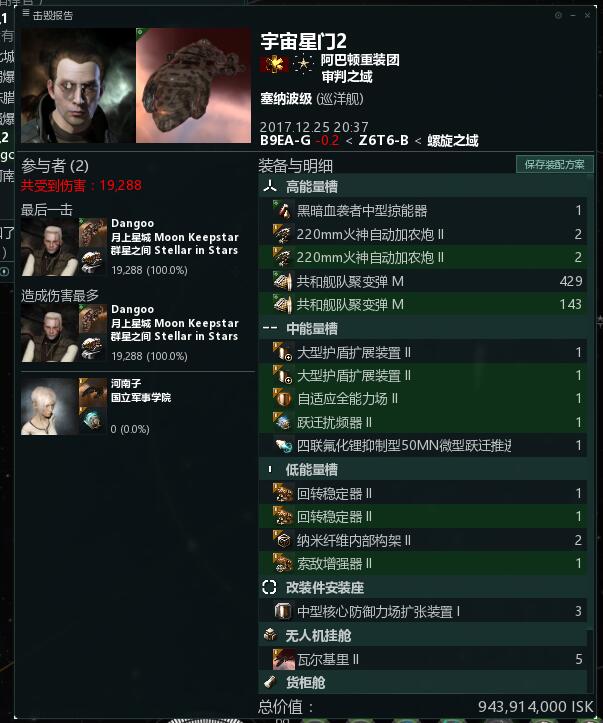 击毁报告
宇宙星门2
阿巴顿重装团
审判之域
塞纳波级 (巡洋舰)
2017.12.25 20:37
B9EA-G -0.2 < Z6T6-B < 螺旋之域
参与者 (2)
共受到伤害：19,288
最后一击
Dangoo
月上星城 Moon Keepstar
群星之间 Stellar in Stars
19,288 (100.0%)
造成伤害最多
Dangoo
月上星城 Moon Keepstar
群星之间 Stellar in Stars
19,288 (100.0%)
河南子
国立军事学院
0 (0.0%)
装备与明细
保存装配方案
高能量槽
黑暗血袭者中型掠能器 1
220mm火神自动加农炮 II 2
220mm火神自动加农炮 II 2
共和舰队聚变弹 M 429
共和舰队聚变弹 M 143
中能量槽
大型护盾扩展装置 II 1
大型护盾扩展装置 II 1
自适应全能力场 II 1
跃迁扰频器 II 1
四联氟化锂抑制型50MN微型跃迁推进 1
低能量槽
回转稳定器 II 1
回转稳定器 II 1
纳米纤维内部构架 II 2
索敌增强器 II 1
改装件安装座
中型核心防御力场扩张装置 I 3
无人机挂舱
瓦尔基里 II 5
货柜舱
总价值： 943,914,000 ISK